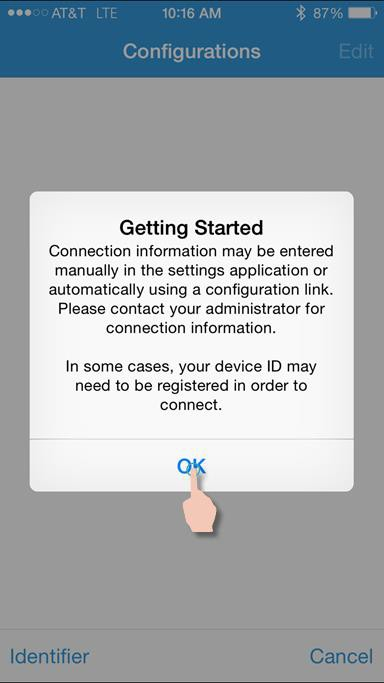 AT&T LTE 10:16 AM 87%
Configurations Edit
Getting Started
Connection information may be entered
manually in the settings application or
automatically using a configuration link.
Please contact your administrator for
connection information.
In some cases, your device ID may
need to be registered in order to
connect.
OK
Identifier Cancel